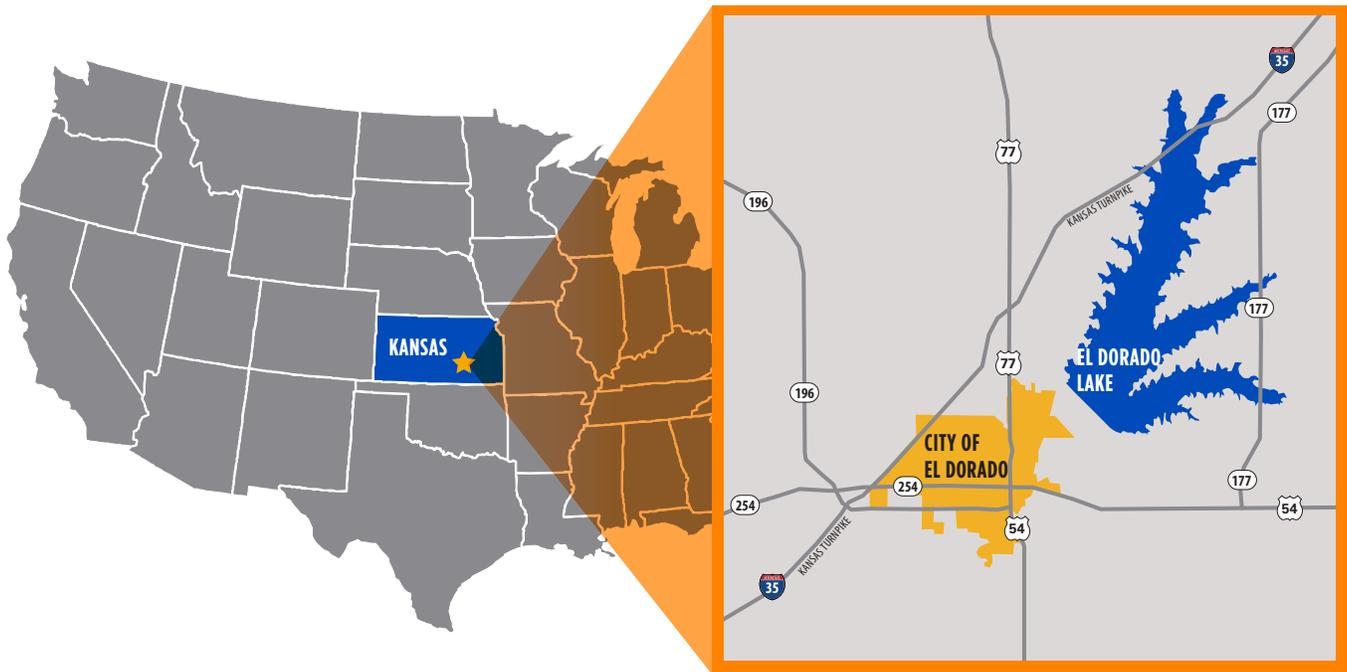 KANSAS
35
177
77
196
KANSAS TURNPIKE
177
EL DORADO
LAKE
77
196
CITY OF
EL DORADO
254
177
254
54
54
KANSAS TURNPIKE
35